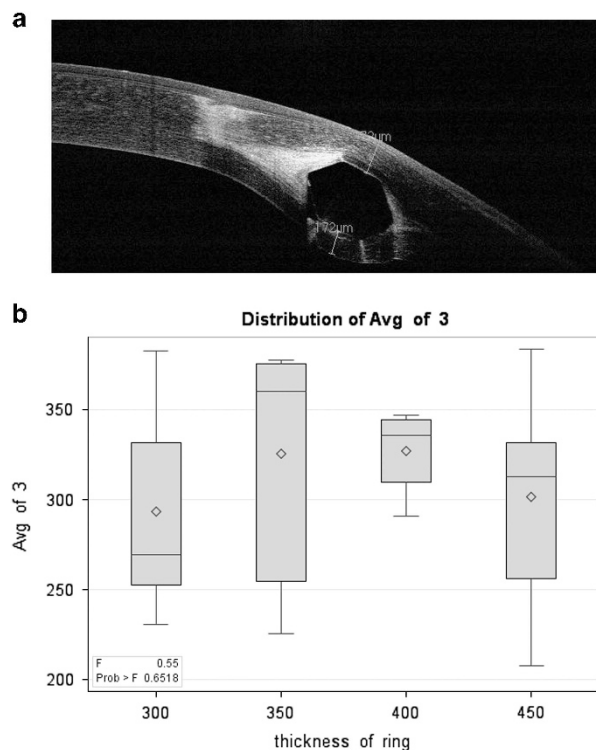 a
172um
b
Distribution of Avg of 3
Avg of 3
350
300
250
200
F 0.55
Prob > F 0.6518
300 350 400 450
thickness of ring